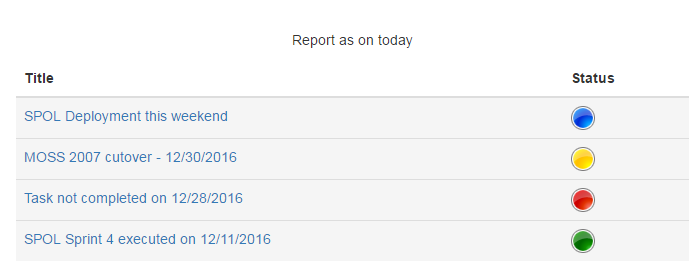 Report as on today
Title Status
SPOL Deployment this weekend
MOSS 2007 cutover - 12/30/2016
Task not completed on 12/28/2016
SPOL Sprint 4 executed on 12/11/2016